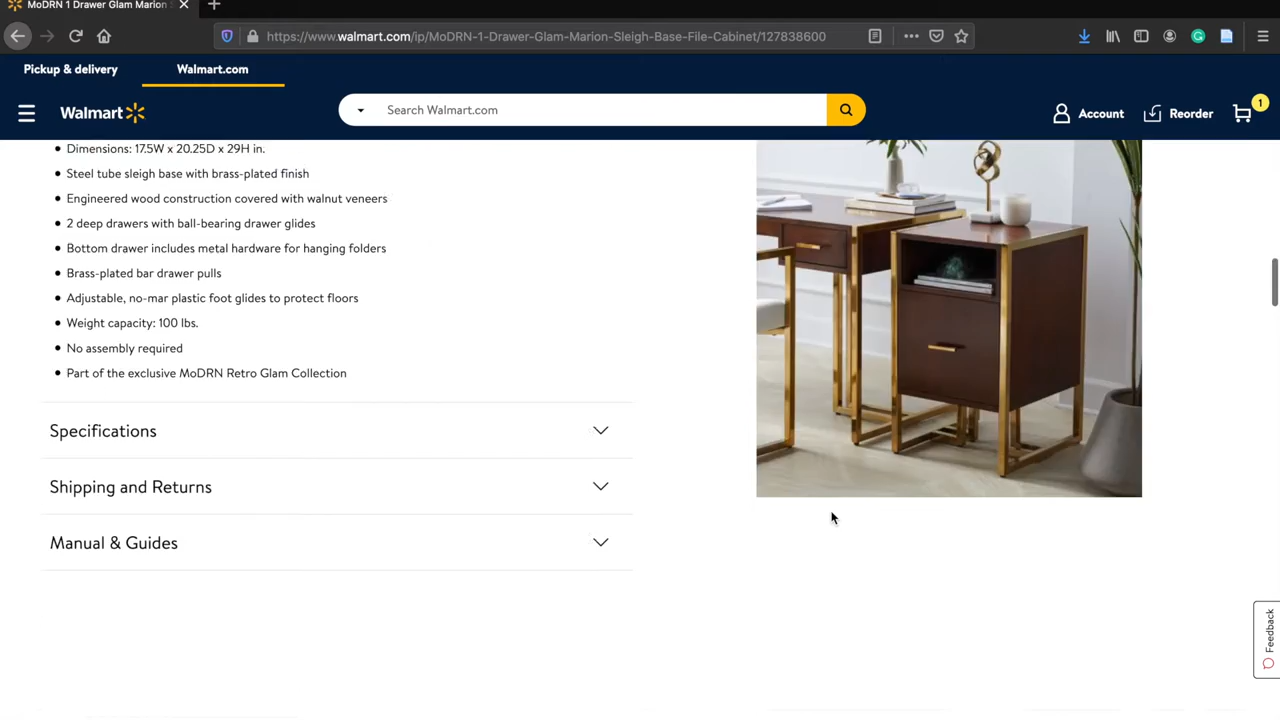 MoDRN 1 Drawer Glam Marion
https://www.walmart.com/ip/MoDRN-1-Drawer-Glam-Marion-Sleigh-Base-File-Cabinet/127838600
Pickup & delivery
Walmart.com
Walmart
Search Walmart.com
Account
Reorder
1
• Dimensions: 17.5W x 20.25D x 29H in.
• Steel tube sleigh base with brass-plated finish
• Engineered wood construction covered with walnut veneers
• 2 deep drawers with ball-bearing drawer glides
• Bottom drawer includes metal hardware for hanging folders
• Brass-plated bar drawer pulls
• Adjustable, no-mar plastic foot glides to protect floors
• Weight capacity: 100 lbs.
• No assembly required
• Part of the exclusive MoDRN Retro Glam Collection
Specifications
Shipping and Returns
Manual & Guides
Feedback